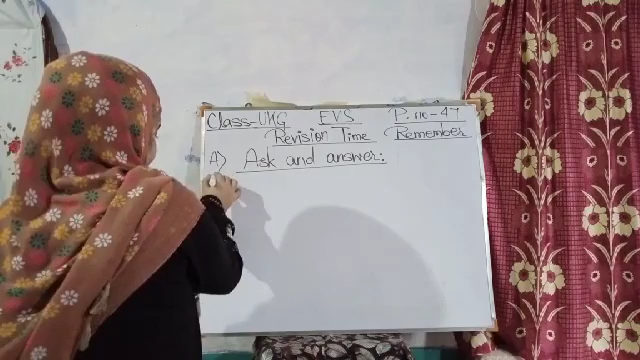 Class-UKG EVS P.no-47
Revision Time Remember
A) Ask and answer: